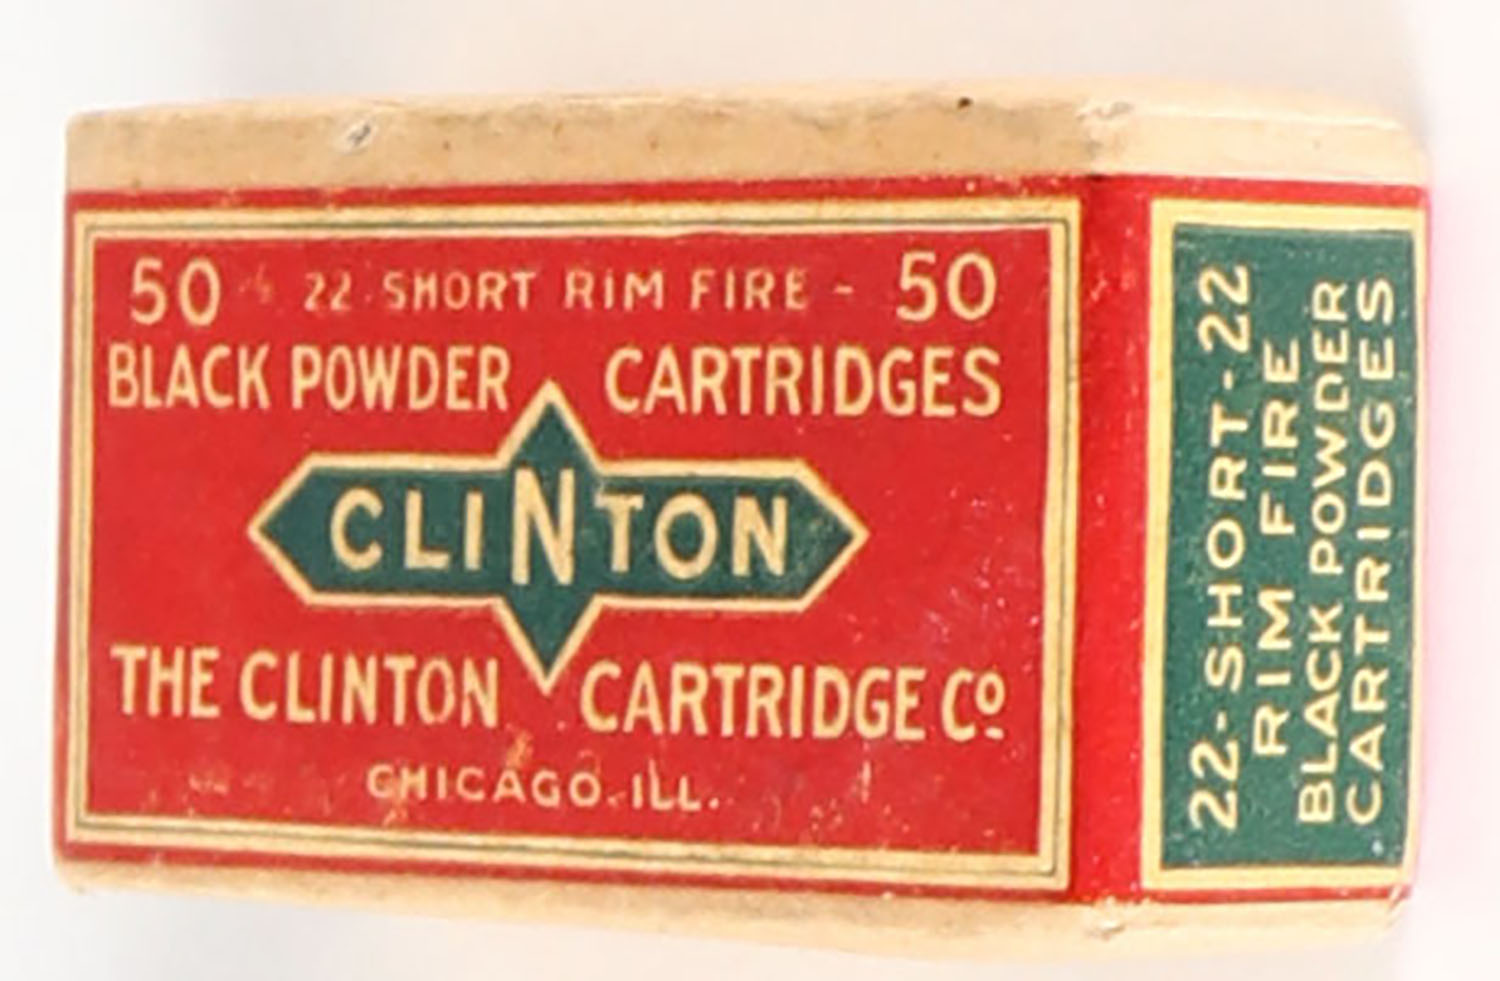 50 22 SHORT RIM FIRE - 50
BLACK POWDER CARTRIDGES
CLINTON
THE CLINTON CARTRIDGE Cº
CHICAGO. ILL.
22-SHORT-22
RIM FIRE
BLACK POWDER
CARTRIDGES